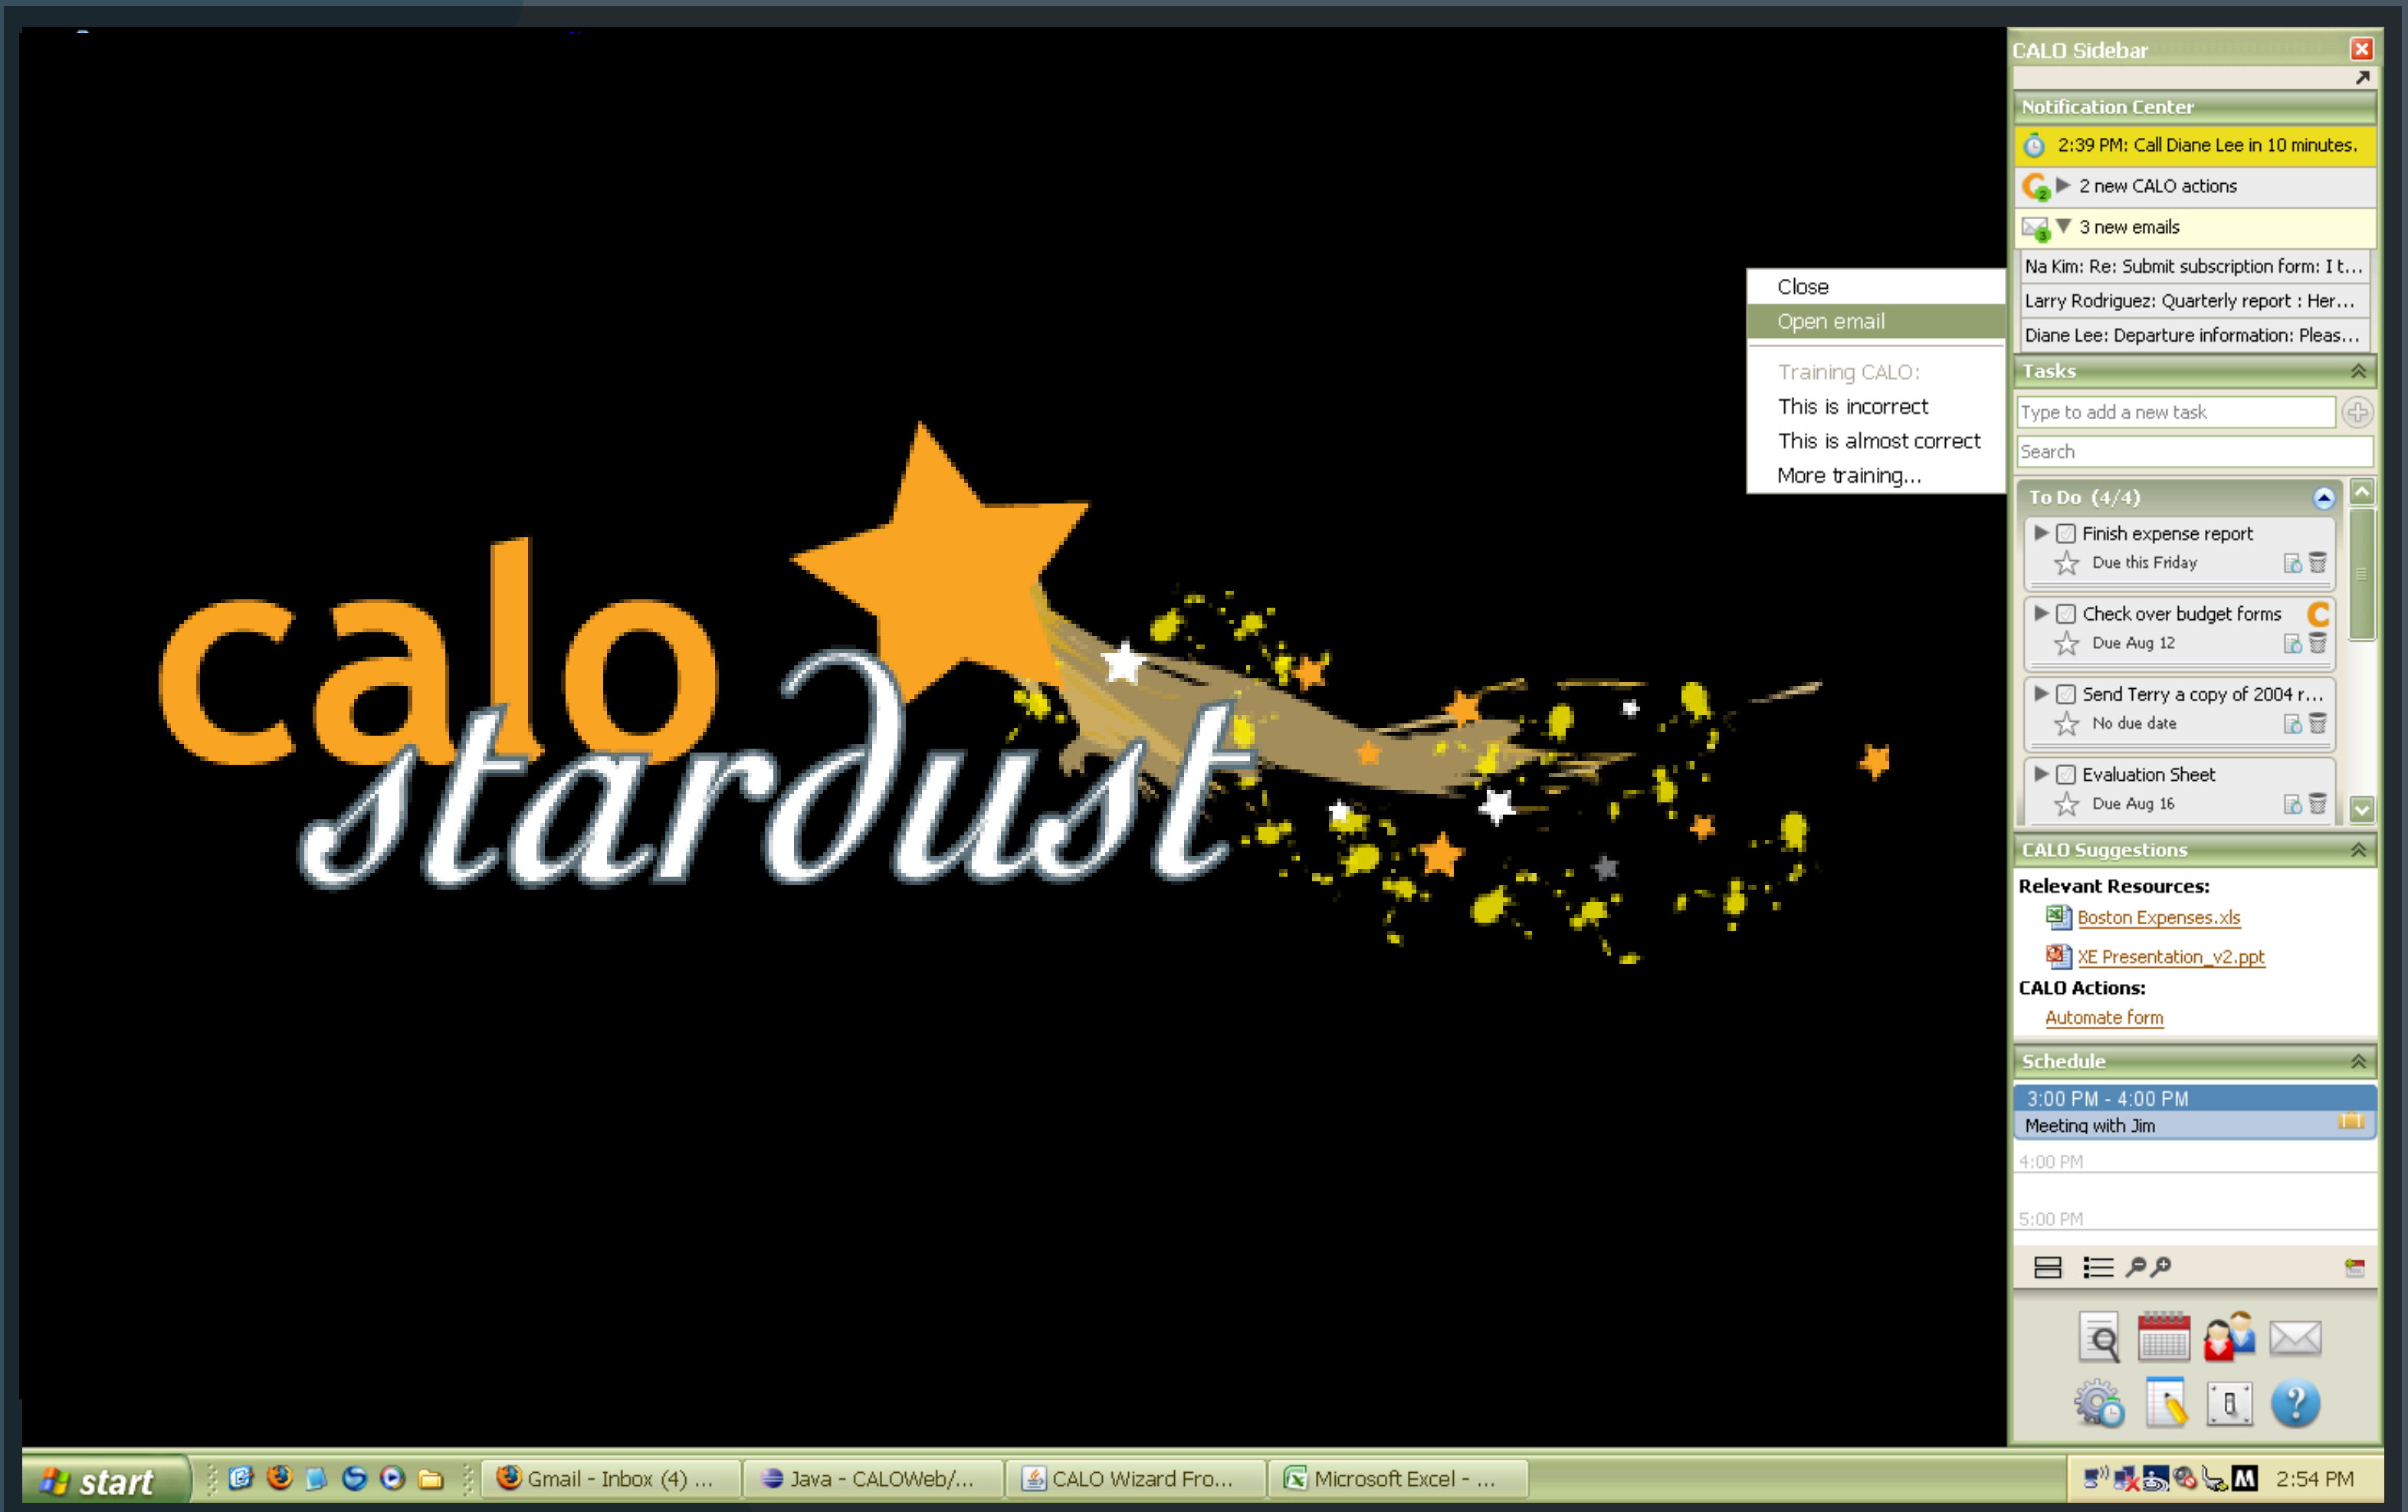 calo
stardust
Close
Open email
Training CALO:
This is incorrect
This is almost correct
More training...
CALO Sidebar
Notification Center
2:39 PM: Call Diane Lee in 10 minutes.
2 new CALO actions
3 new emails
Na Kim: Re: Submit subscription form: I t...
Larry Rodriguez: Quarterly report : Her...
Diane Lee: Departure information: Pleas...
Tasks
Type to add a new task
Search
To Do (4/4)
Finish expense report
Due this Friday
Check over budget forms
Due Aug 12
Send Terry a copy of 2004 r...
No due date
Evaluation Sheet
Due Aug 16
CALO Suggestions
Relevant Resources:
Boston Expenses.xls
XE Presentation_v2.ppt
CALO Actions:
Automate form
Schedule
3:00 PM - 4:00 PM
Meeting with Jim
4:00 PM
5:00 PM
start
Gmail - Inbox (4) ...
Java - CALOWeb/...
CALO Wizard Fro...
Microsoft Excel - ...
2:54 PM